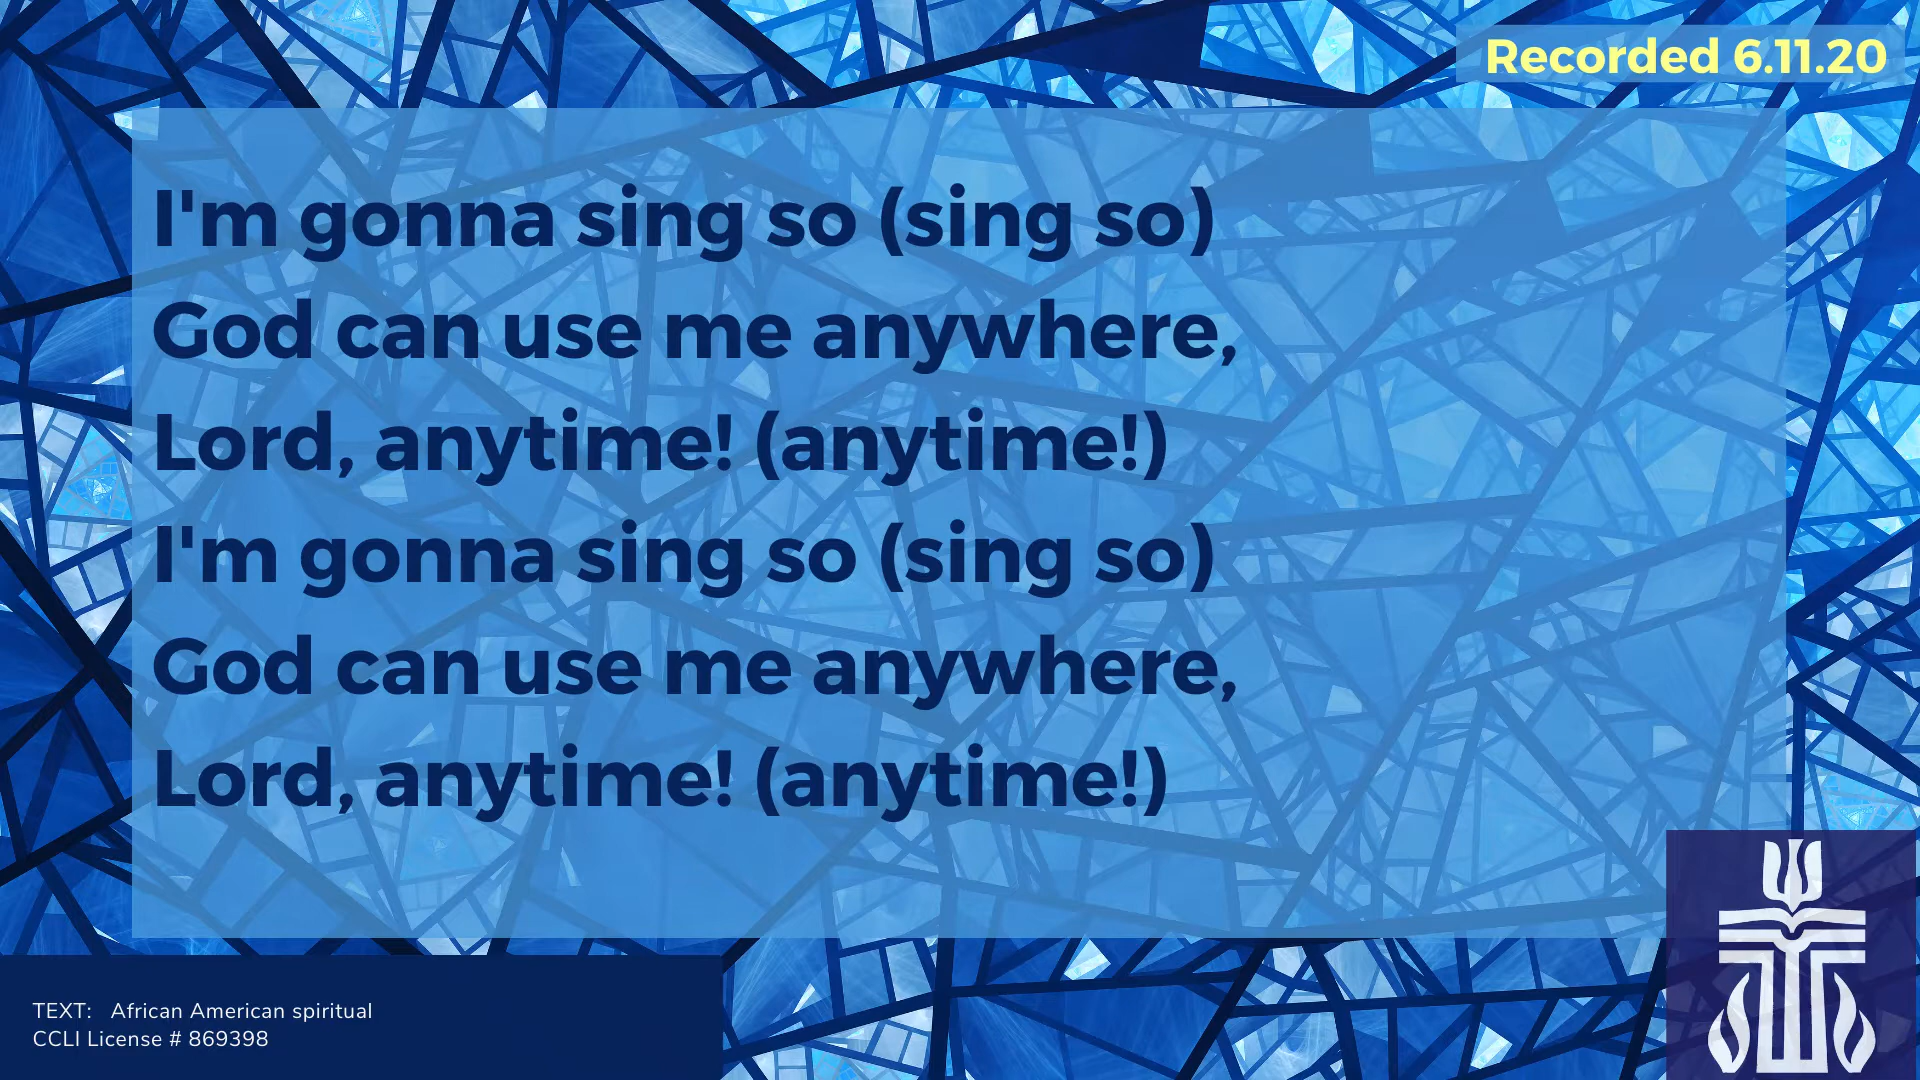 Recorded 6.11.20
I'm gonna sing so (sing so)
God can use me anywhere,
Lord, anytime! (anytime!)
I'm gonna sing so (sing so)
God can use me anywhere,
Lord, anytime! (anytime!)
TEXT: African American spiritual
CCLI License # 869398